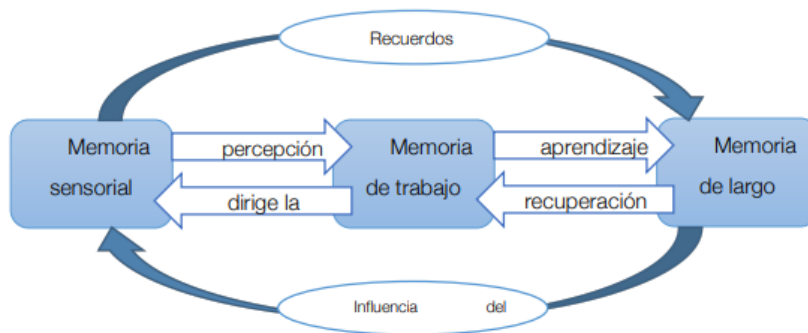 Recuerdos
Memoria
sensorial
percepción
dirige la
Memoria
de trabajo
aprendizaje
recuperación
Memoria
de largo
Influencia del